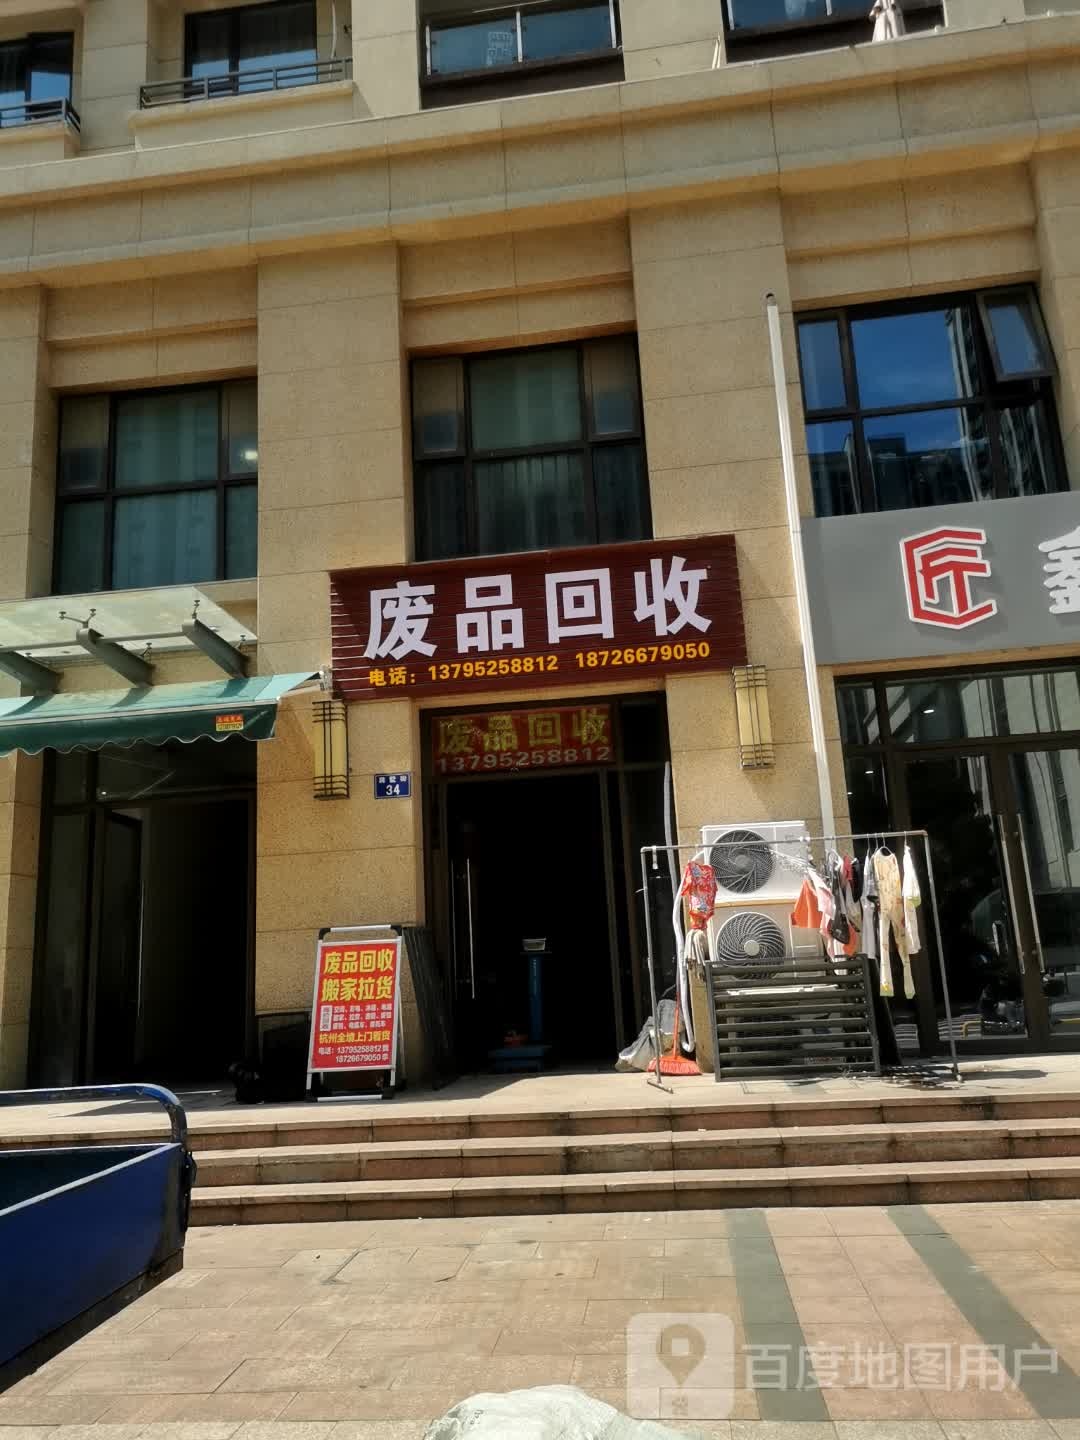 废品回收
电话：13795258812 18726679050
匠 鑫
废品回收
13795258812
34
废品回收
搬家拉货
杭州全境上门看货
电话：13795258812
18726679050
百度地图用户